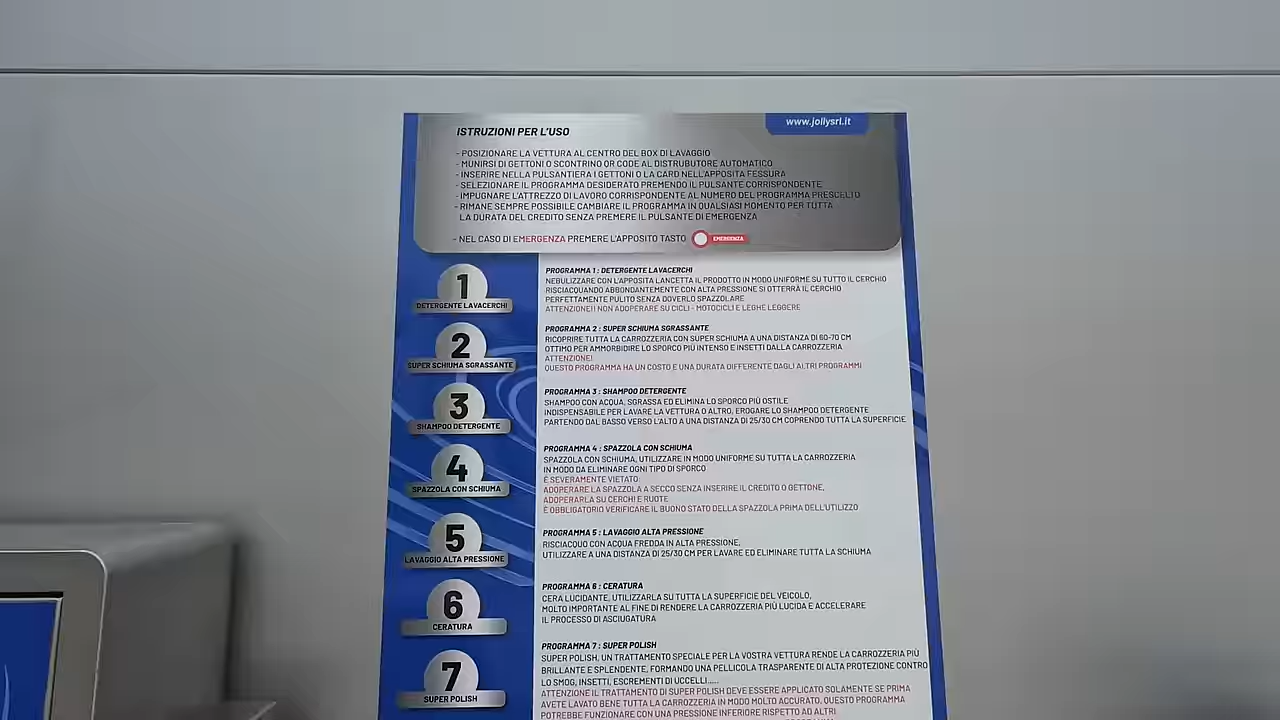 ISTRUZIONI PER L'USO
www.jollysrl.it
- POSIZIONARE LA VETTURA AL CENTRO DEL BOX DI LAVAGGIO
- MUNIRSI DI GETTONI O SCONTRINO QR CODE AL DISTRUBUTORE AUTOMATICO
- INSERIRE NELLA PULSANTIERA I GETTONI O LA CARD NELL'APPOSITA FESSURA
- SELEZIONARE IL PROGRAMMA DESIDERATO PREMENDO IL PULSANTE CORRISPONDENTE
- IMPUGNARE L'ATTREZZO DI LAVORO CORRISPONDENTE AL NUMERO DEL PROGRAMMA PRESCELTO
- RIMANE SEMPRE POSSIBILE CAMBIARE IL PROGRAMMA IN QUALSIASI MOMENTO PER TUTTA
LA DURATA DEL CREDITO SENZA PREMERE IL PULSANTE DI EMERGENZA
- NEL CASO DI EMERGENZA PREMERE L'APPOSITO TASTO EMERGENZA
1
DETERGENTE LAVACERCHI
PROGRAMMA 1 : DETERGENTE LAVACERCHI
NEBULIZZARE CON L'APPOSITA LANCETTA IL PRODOTTO IN MODO UNIFORME SU TUTTO IL CERCHIO
RISCIACQUANDO ABBONDANTEMENTE CON ALTA PRESSIONE SI OTTERRÀ IL CERCHIO
PERFETTAMENTE PULITO SENZA DOVERLO SPAZZOLARE
ATTENZIONE!! NON ADOPERARE SU CICLI - MOTOCICLI E LEGHE LEGGERE
2
SUPER SCHIUMA SGRASSANTE
PROGRAMMA 2 : SUPER SCHIUMA SGRASSANTE
RICOPRIRE TUTTA LA CARROZZERIA CON SUPER SCHIUMA A UNA DISTANZA DI 60-70 CM
OTTIMO PER AMMORBIDIRE LO SPORCO PIÙ INTENSO E INSETTI DALLA CARROZZERIA
ATTENZIONE!
QUESTO PROGRAMMA HA UN COSTO E UNA DURATA DIFFERENTE DAGLI ALTRI PROGRAMMI
3
SHAMPOO DETERGENTE
PROGRAMMA 3 : SHAMPOO DETERGENTE
SHAMPOO CON ACQUA, SGRASSA ED ELIMINA LO SPORCO PIÙ OSTILE
INDISPENSABILE PER LAVARE LA VETTURA O ALTRO, EROGARE LO SHAMPOO DETERGENTE
PARTENDO DAL BASSO VERSO L'ALTO A UNA DISTANZA DI 25/30 CM COPRENDO TUTTA LA SUPERFICIE
4
SPAZZOLA CON SCHIUMA
PROGRAMMA 4 : SPAZZOLA CON SCHIUMA
SPAZZOLA CON SCHIUMA, UTILIZZARE IN MODO UNIFORME SU TUTTA LA CARROZZERIA
IN MODO DA ELIMINARE OGNI TIPO DI SPORCO
È SEVERAMENTE VIETATO:
ADOPERARE LA SPAZZOLA A SECCO SENZA INSERIRE IL CREDITO O GETTONE,
ADOPERARLA SU CERCHI E RUOTE
È OBBLIGATORIO VERIFICARE IL BUONO STATO DELLA SPAZZOLA PRIMA DELL'UTILIZZO
5
LAVAGGIO ALTA PRESSIONE
PROGRAMMA 5 : LAVAGGIO ALTA PRESSIONE
RISCIACQUO CON ACQUA FREDDA IN ALTA PRESSIONE,
UTILIZZARE A UNA DISTANZA DI 25/30 CM PER LAVARE ED ELIMINARE TUTTA LA SCHIUMA
6
CERATURA
PROGRAMMA 6 : CERATURA
CERA LUCIDANTE, UTILIZZARLA SU TUTTA LA SUPERFICIE DEL VEICOLO,
MOLTO IMPORTANTE AL FINE DI RENDERE LA CARROZZERIA PIÙ LUCIDA E ACCELERARE
IL PROCESSO DI ASCIUGATURA
7
SUPER POLISH
PROGRAMMA 7 : SUPER POLISH
SUPER POLISH, UN TRATTAMENTO SPECIALE PER LA VOSTRA VETTURA RENDE LA CARROZZERIA PIÙ
BRILLANTE E SPLENDENTE, FORMANDO UNA PELLICOLA TRASPARENTE DI ALTA PROTEZIONE CONTRO
LO SMOG, INSETTI, ESCREMENTI DI UCCELLI.....
ATTENZIONE IL TRATTAMENTO DI SUPER POLISH DEVE ESSERE APPLICATO SOLAMENTE SE PRIMA
AVETE LAVATO BENE TUTTA LA CARROZZERIA IN MODO MOLTO ACCURATO, QUESTO PROGRAMMA
POTREBBE FUNZIONARE CON UNA PRESSIONE INFERIORE RISPETTO AD ALTRI